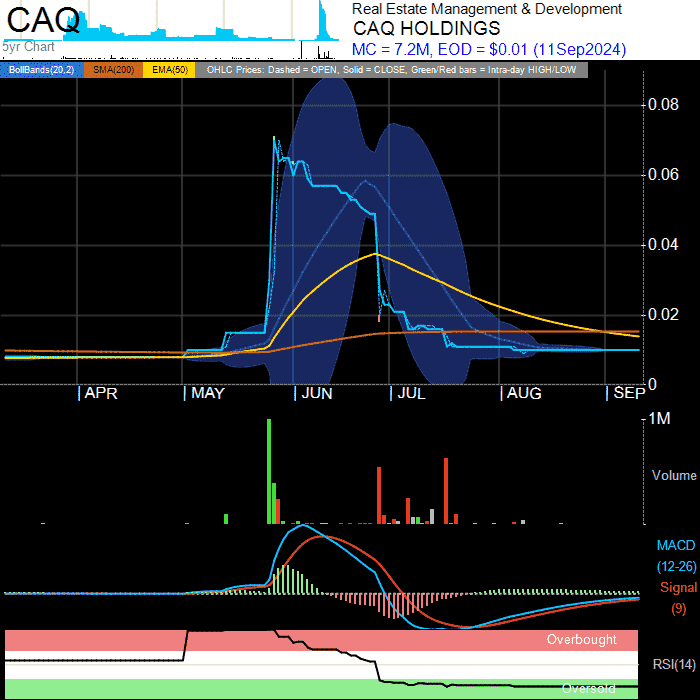 CAQ
Real Estate Management & Development
CAQ HOLDINGS
5yr Chart
MC = 7.2M, EOD = $0.01 (11Sep2024)
BollBands(20,2) SMA(200) EMA(50) OHLC Prices: Dashed = OPEN, Solid = CLOSE, Green/Red bars = Intra-day HIGH/LOW
0.08
0.06
0.04
0.02
0
APR MAY JUN JUL AUG SEP
1M
Volume
MACD
(12-26)
Signal
(9)
Overbought
RSI(14)
Oversold